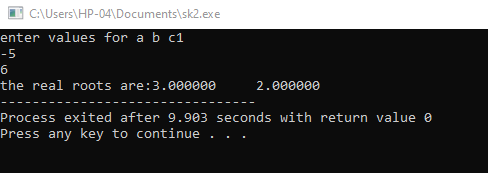 C:\Users\HP-04\Documents\sk2.exe
enter values for a b c1
-5
6
the real roots are:3.000000     2.000000
--------------------------------
Process exited after 9.903 seconds with return value 0
Press any key to continue . . .